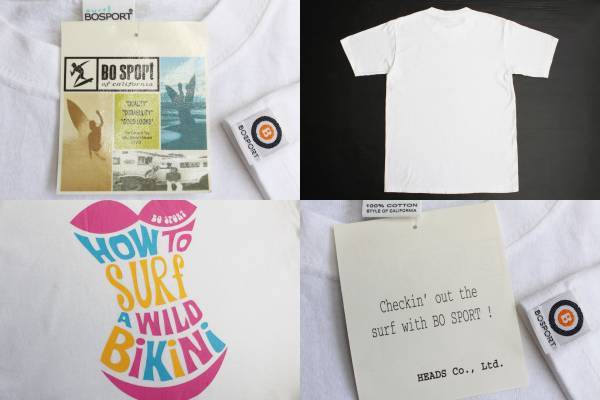 surf
BOSPORT
BO SPORT
of california
"QUALITY"
"DURABILITY"
"GOOD LOOKS"
BOSPORT
B
BO SPORT
HOW TO
SURF
A WILD
BiKiNi
100% COTTON
STYLE OF CALIFORNIA
Checkin' out the
surf with BO SPORT !
HEADS Co., Ltd.
BOSPORT
B